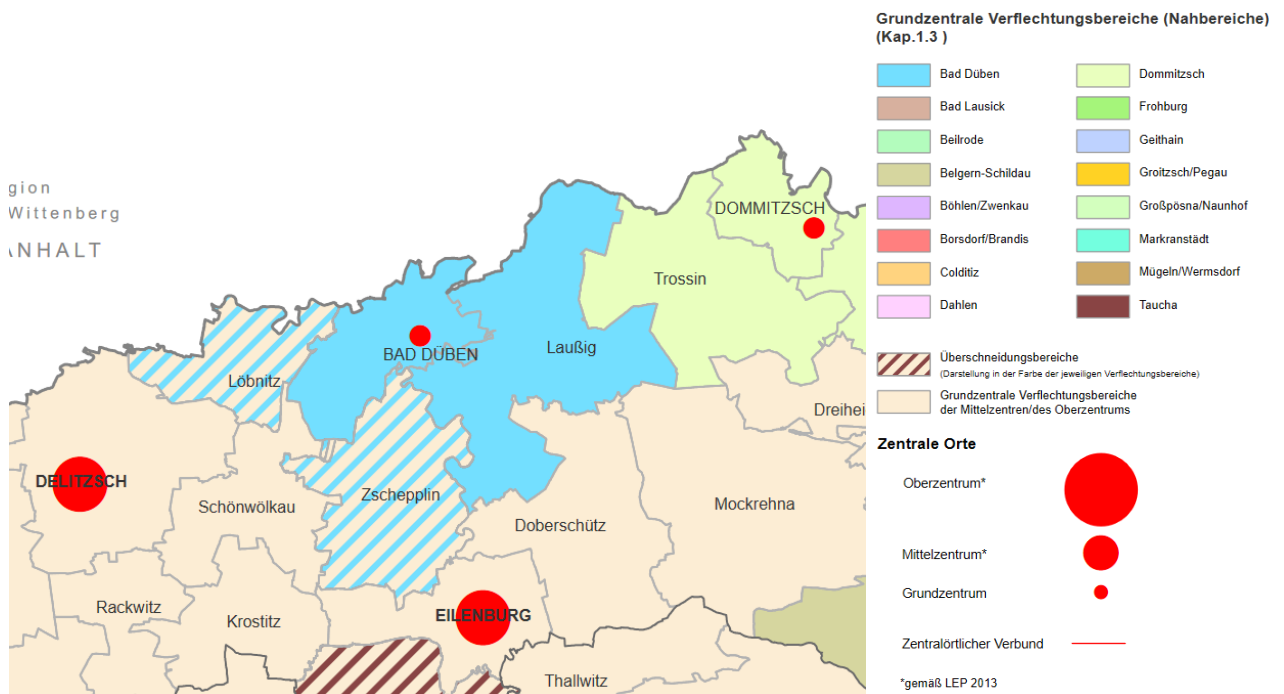 gion
Wittenberg
ANHALT
DOMMITZSCH
Trossin
BAD DÜBEN
Laußig
Löbnitz
Dreihei
DELITZSCH
Zschepplin
Schönwölkau
Mockrehna
Doberschütz
Rackwitz
Krostitz
EILENBURG
Thallwitz
Grundzentrale Verflechtungsbereiche (Nahbereiche)
(Kap.1.3 )
Bad Düben
Bad Lausick
Beilrode
Belgern-Schildau
Böhlen/Zwenkau
Borsdorf/Brandis
Colditiz
Dahlen
Dommitzsch
Frohburg
Geithain
Groitzsch/Pegau
Großpösna/Naunhof
Markranstädt
Mügeln/Wermsdorf
Taucha
Überschneidungsbereiche
(Darstellung in der Farbe der jeweiligen Verflechtungsbereiche)
Grundzentrale Verflechtungsbereiche
der Mittelzentren/des Oberzentrums
Zentrale Orte
Oberzentrum*
Mittelzentrum*
Grundzentrum
Zentralörtlicher Verbund
*gemäß LEP 2013